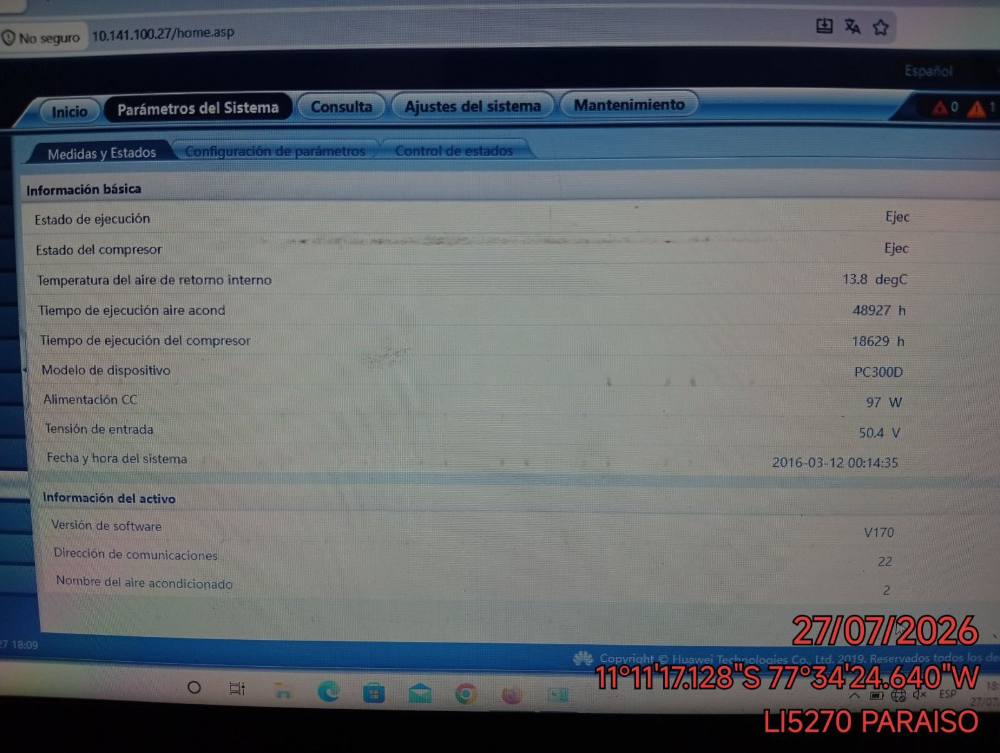 No seguro 10.141.100.27/home.asp
Español
Inicio Parámetros del Sistema Consulta Ajustes del sistema Mantenimiento 0 1
Medidas y Estados Configuración de parámetros Control de estados
Información básica
Estado de ejecución Ejec
Estado del compresor Ejec
Temperatura del aire de retorno interno 13.8 degC
Tiempo de ejecución aire acond 48927 h
Tiempo de ejecución del compresor 18629 h
Modelo de dispositivo PC300D
Alimentación CC 97 W
Tensión de entrada 50.4 V
Fecha y hora del sistema 2016-03-12 00:14:35
Información del activo
Versión de software V170
Dirección de comunicaciones 22
Nombre del aire acondicionado 2
27/07/2026
27 18:09
Copyright © Huawei Technologies Co., Ltd. 2019. Reservados todos los de
11°11'17.128"S 77°34'24.640"W
ESP 18:
27/07
LI5270 PARAISO